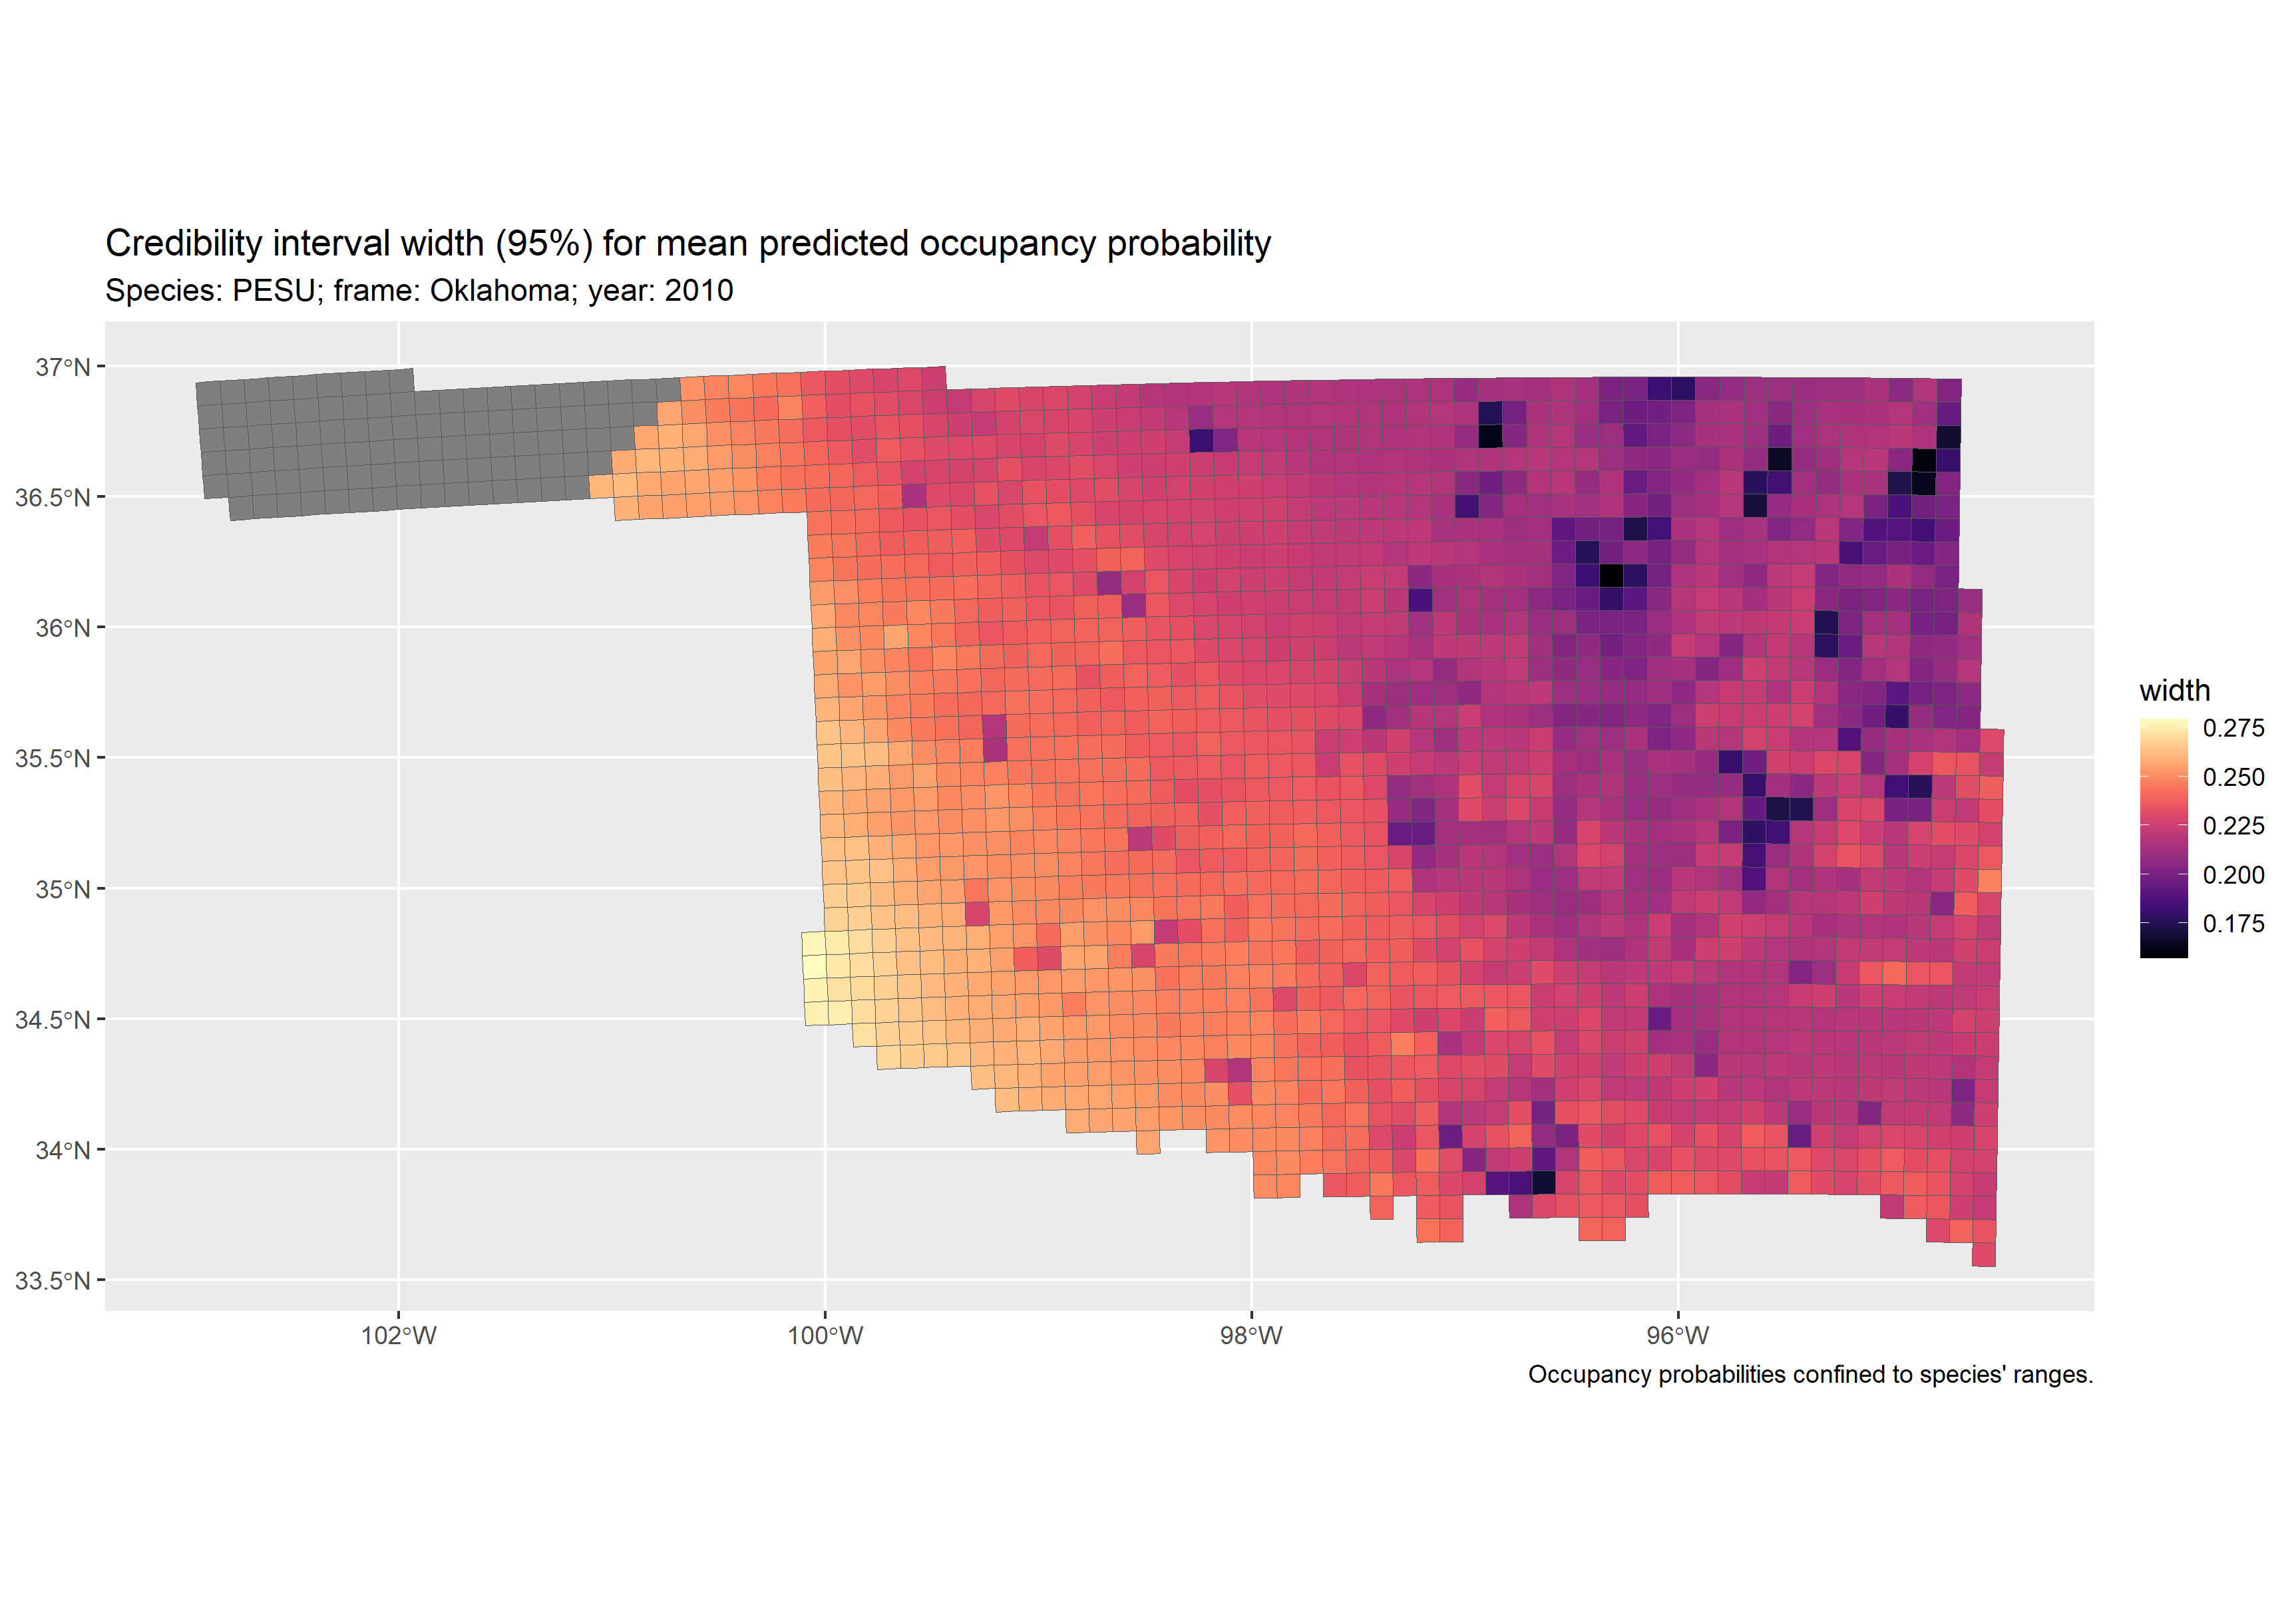 Credibility interval width (95%) for mean predicted occupancy probability
Species: PESU; frame: Oklahoma; year: 2010
37°N
36.5°N
36°N
35.5°N
35°N
34.5°N
34°N
33.5°N
102°W
100°W
98°W
96°W
width
0.275
0.250
0.225
0.200
0.175
Occupancy probabilities confined to species' ranges.